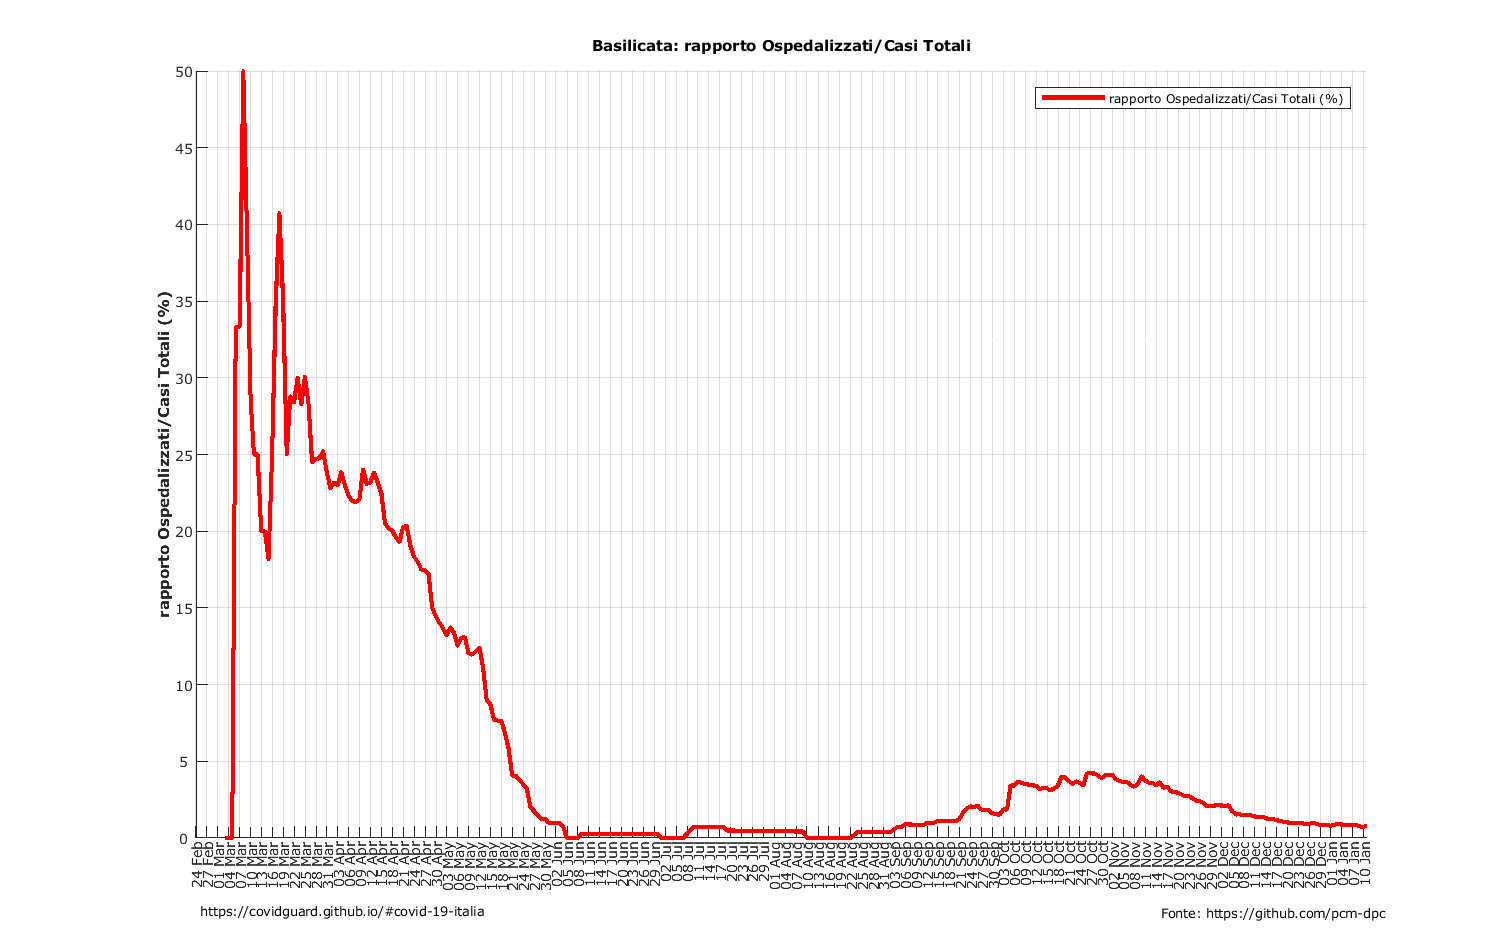 Basilicata: rapporto Ospedalizzati/Casi Totali
rapporto Ospedalizzati/Casi Totali (%)
rapporto Ospedalizzati/Casi Totali (%)
50
45
40
35
30
25
20
15
10
5
0
24 Feb
27 Feb
01 Mar
04 Mar
07 Mar
10 Mar
13 Mar
16 Mar
19 Mar
22 Mar
25 Mar
28 Mar
31 Mar
03 Apr
06 Apr
09 Apr
12 Apr
15 Apr
18 Apr
21 Apr
24 Apr
27 Apr
30 Apr
03 May
06 May
09 May
12 May
15 May
18 May
21 May
24 May
27 May
30 May
02 Jun
05 Jun
08 Jun
11 Jun
14 Jun
17 Jun
20 Jun
23 Jun
26 Jun
29 Jun
02 Jul
05 Jul
08 Jul
11 Jul
14 Jul
17 Jul
20 Jul
23 Jul
26 Jul
29 Jul
01 Aug
04 Aug
07 Aug
10 Aug
13 Aug
16 Aug
19 Aug
22 Aug
25 Aug
28 Aug
31 Aug
03 Sep
06 Sep
09 Sep
12 Sep
15 Sep
18 Sep
21 Sep
24 Sep
27 Sep
30 Sep
03 Oct
06 Oct
09 Oct
12 Oct
15 Oct
18 Oct
21 Oct
24 Oct
27 Oct
30 Oct
02 Nov
05 Nov
08 Nov
11 Nov
14 Nov
17 Nov
20 Nov
23 Nov
26 Nov
29 Nov
02 Dec
05 Dec
08 Dec
11 Dec
14 Dec
17 Dec
20 Dec
23 Dec
26 Dec
29 Dec
01 Jan
04 Jan
07 Jan
10 Jan
https://covidguard.github.io/#covid-19-italia
Fonte: https://github.com/pcm-dpc